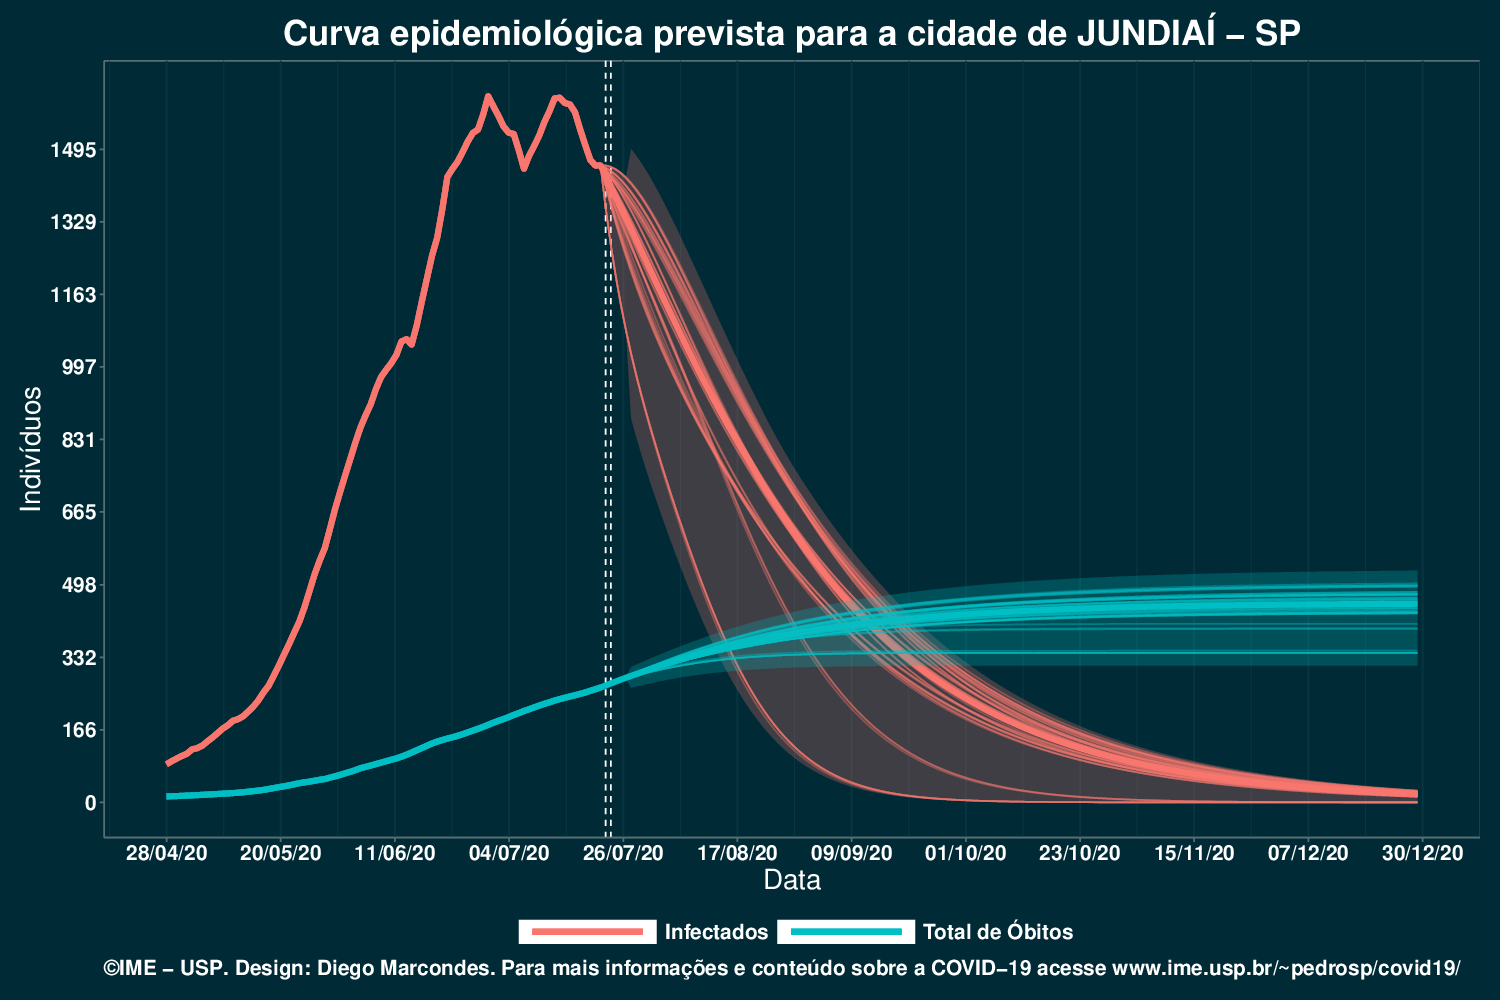 Curva epidemiológica prevista para a cidade de JUNDIAÍ – SP
Indivíduos
1495
1329
1163
997
831
665
498
332
166
0
28/04/20 20/05/20 11/06/20 04/07/20 26/07/20 17/08/20 09/09/20 01/10/20 23/10/20 15/11/20 07/12/20 30/12/20
Data
Infectados Total de Óbitos
©IME – USP. Design: Diego Marcondes. Para mais informações e conteúdo sobre a COVID–19 acesse www.ime.usp.br/~pedrosp/covid19/